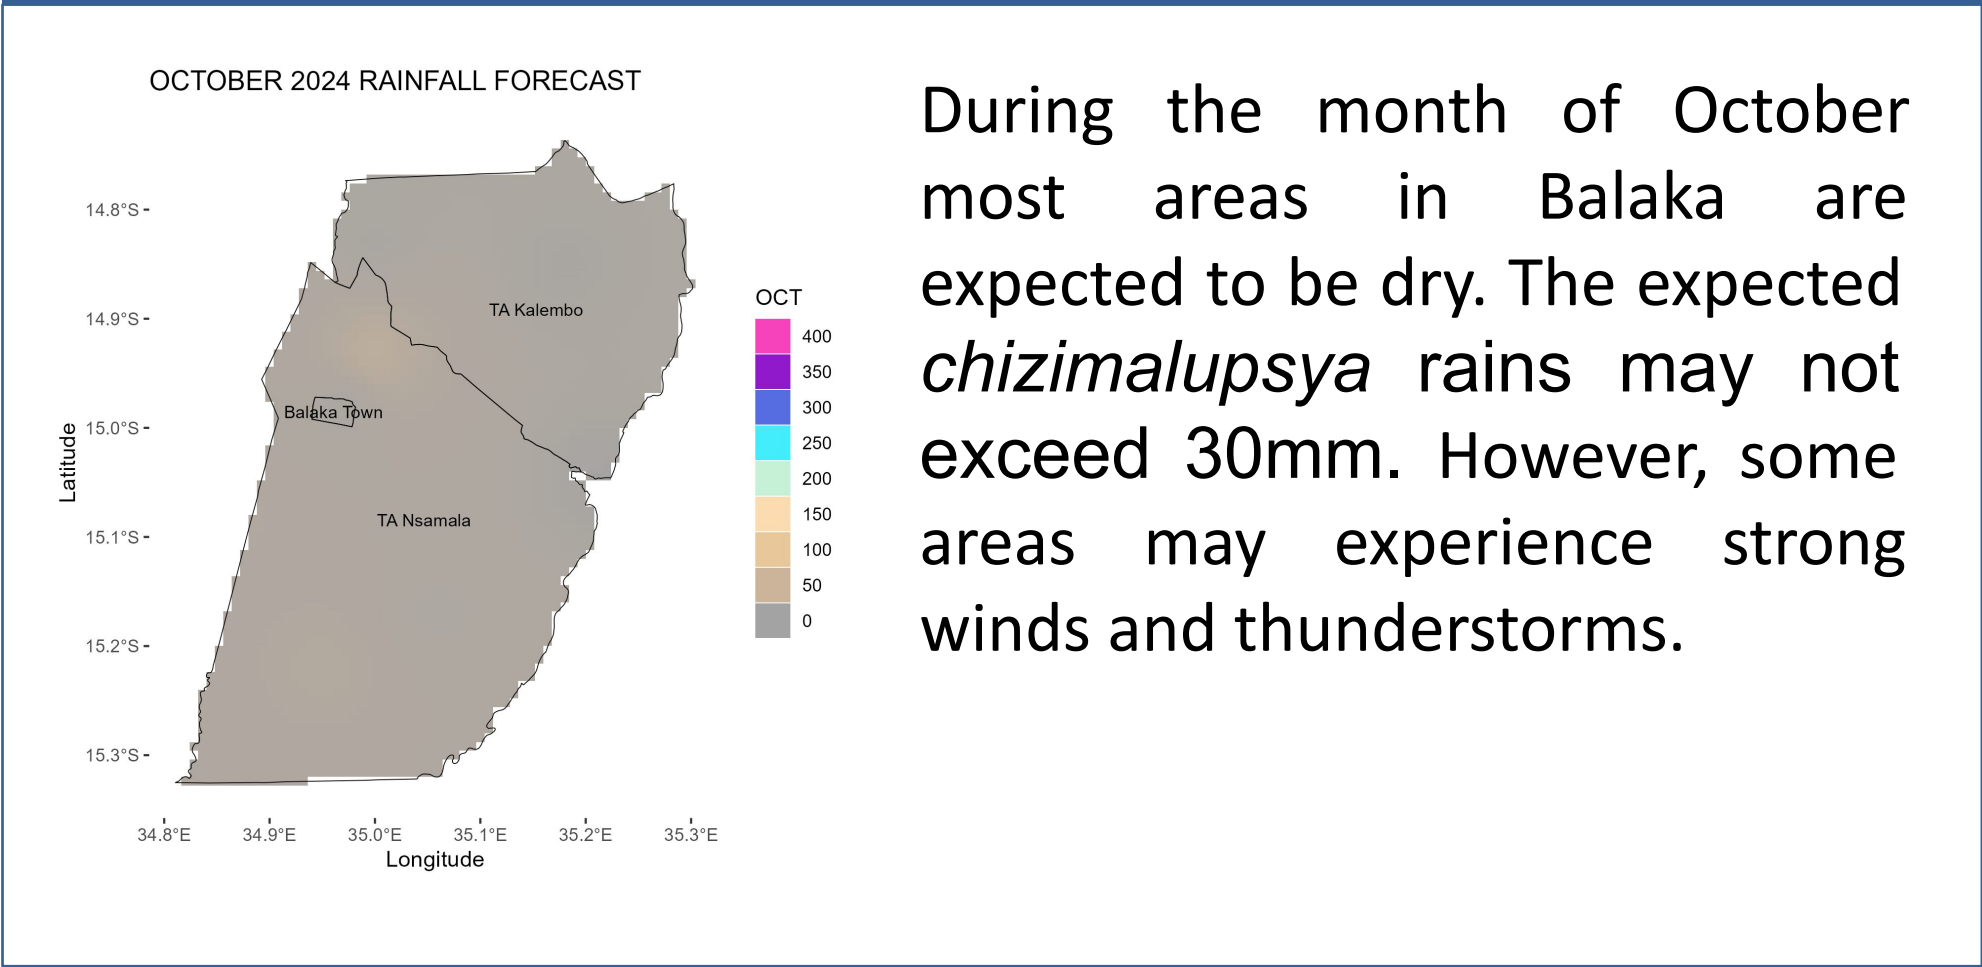 OCTOBER 2024 RAINFALL FORECAST
14.8°S
14.9°S
15.0°S
15.1°S
15.2°S
15.3°S
Latitude
TA Kalembo
Balaka Town
TA Nsamala
34.8°E 34.9°E 35.0°E 35.1°E 35.2°E 35.3°E
Longitude
OCT
400
350
300
250
200
150
100
50
0
During the month of October
most areas in Balaka are
expected to be dry. The expected
chizimalupsya rains may not
exceed 30mm. However, some
areas may experience strong
winds and thunderstorms.